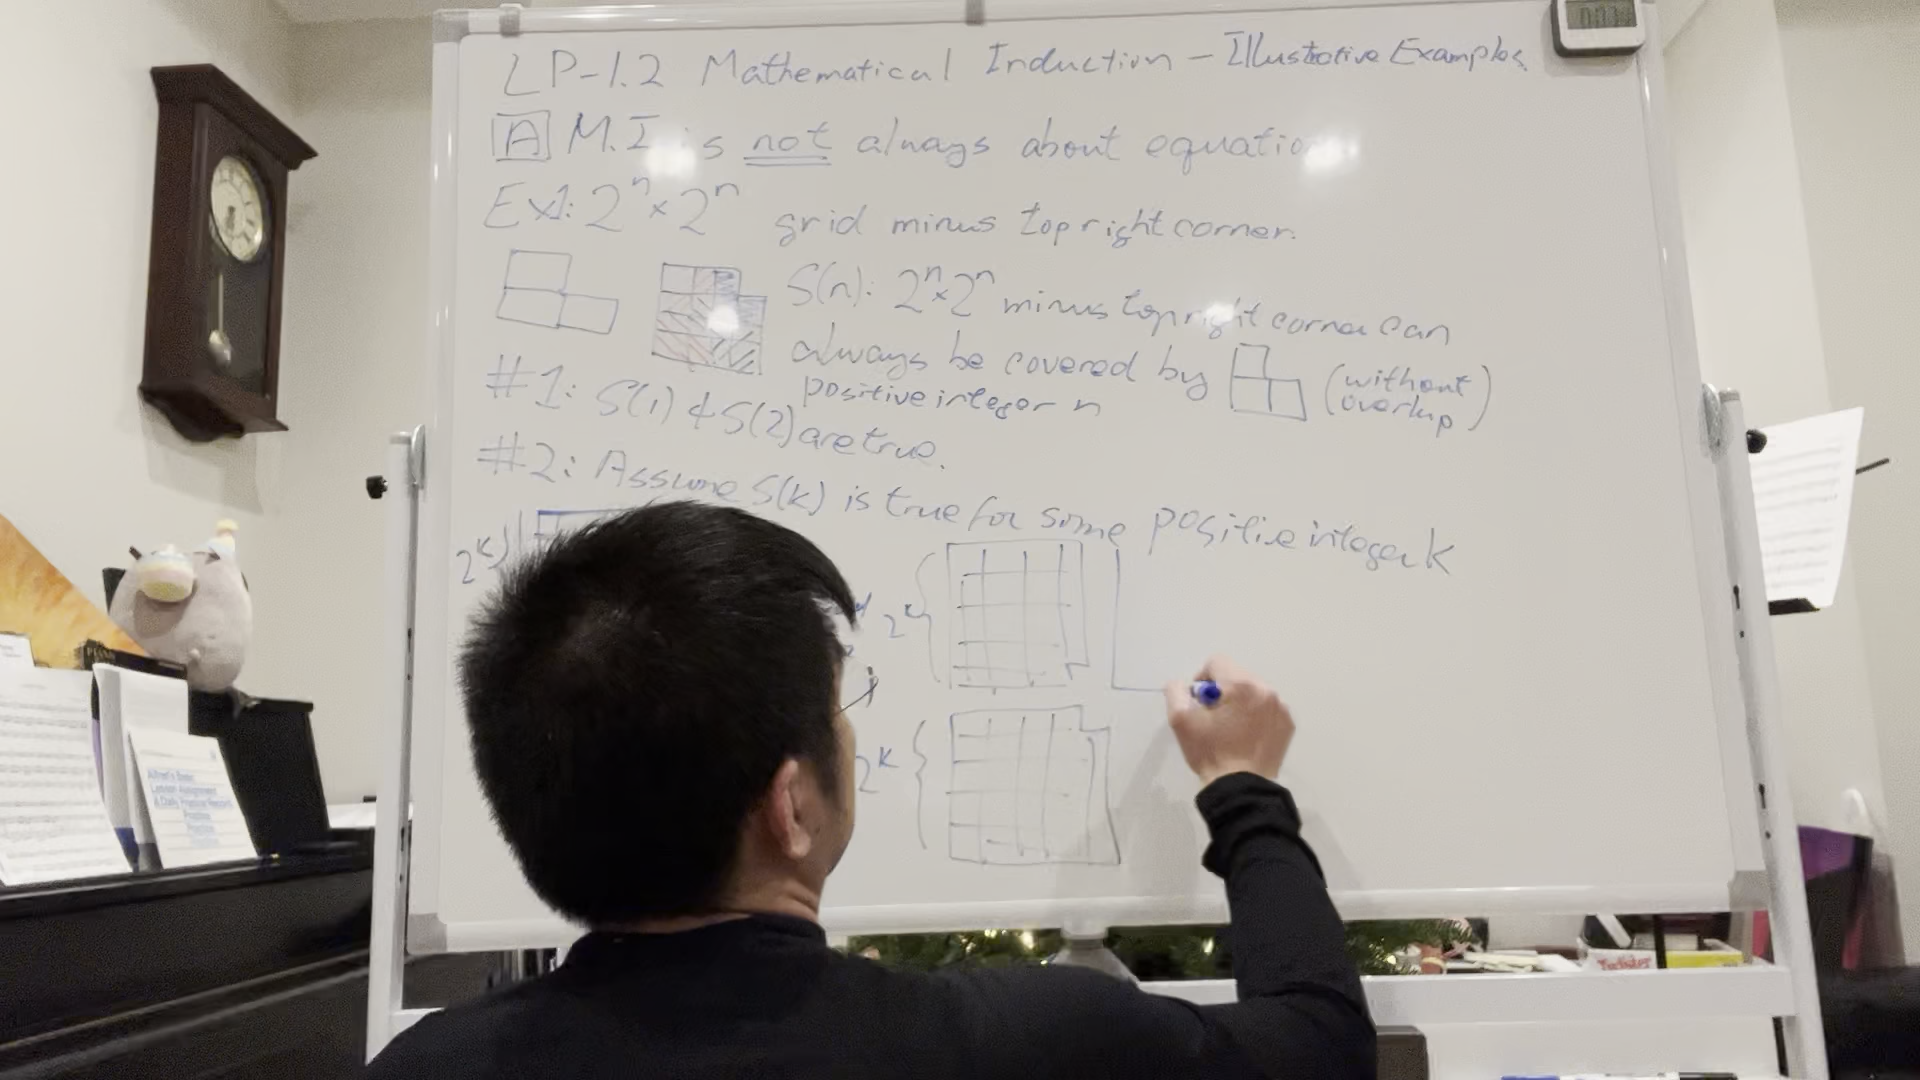 LP-1.2 Mathematical Induction - Illustrative Examples
A M.I is not always about equatio
Ex1: 2^n × 2^n grid minus top right corner.
S(n): 2^n × 2^n minus top right corner can
always be covered by (without overlap)
positive integer n
#1: S(1) & S(2) are true.
#2: Assume S(k) is true for some positive integer k
2^k
2^k
2^k